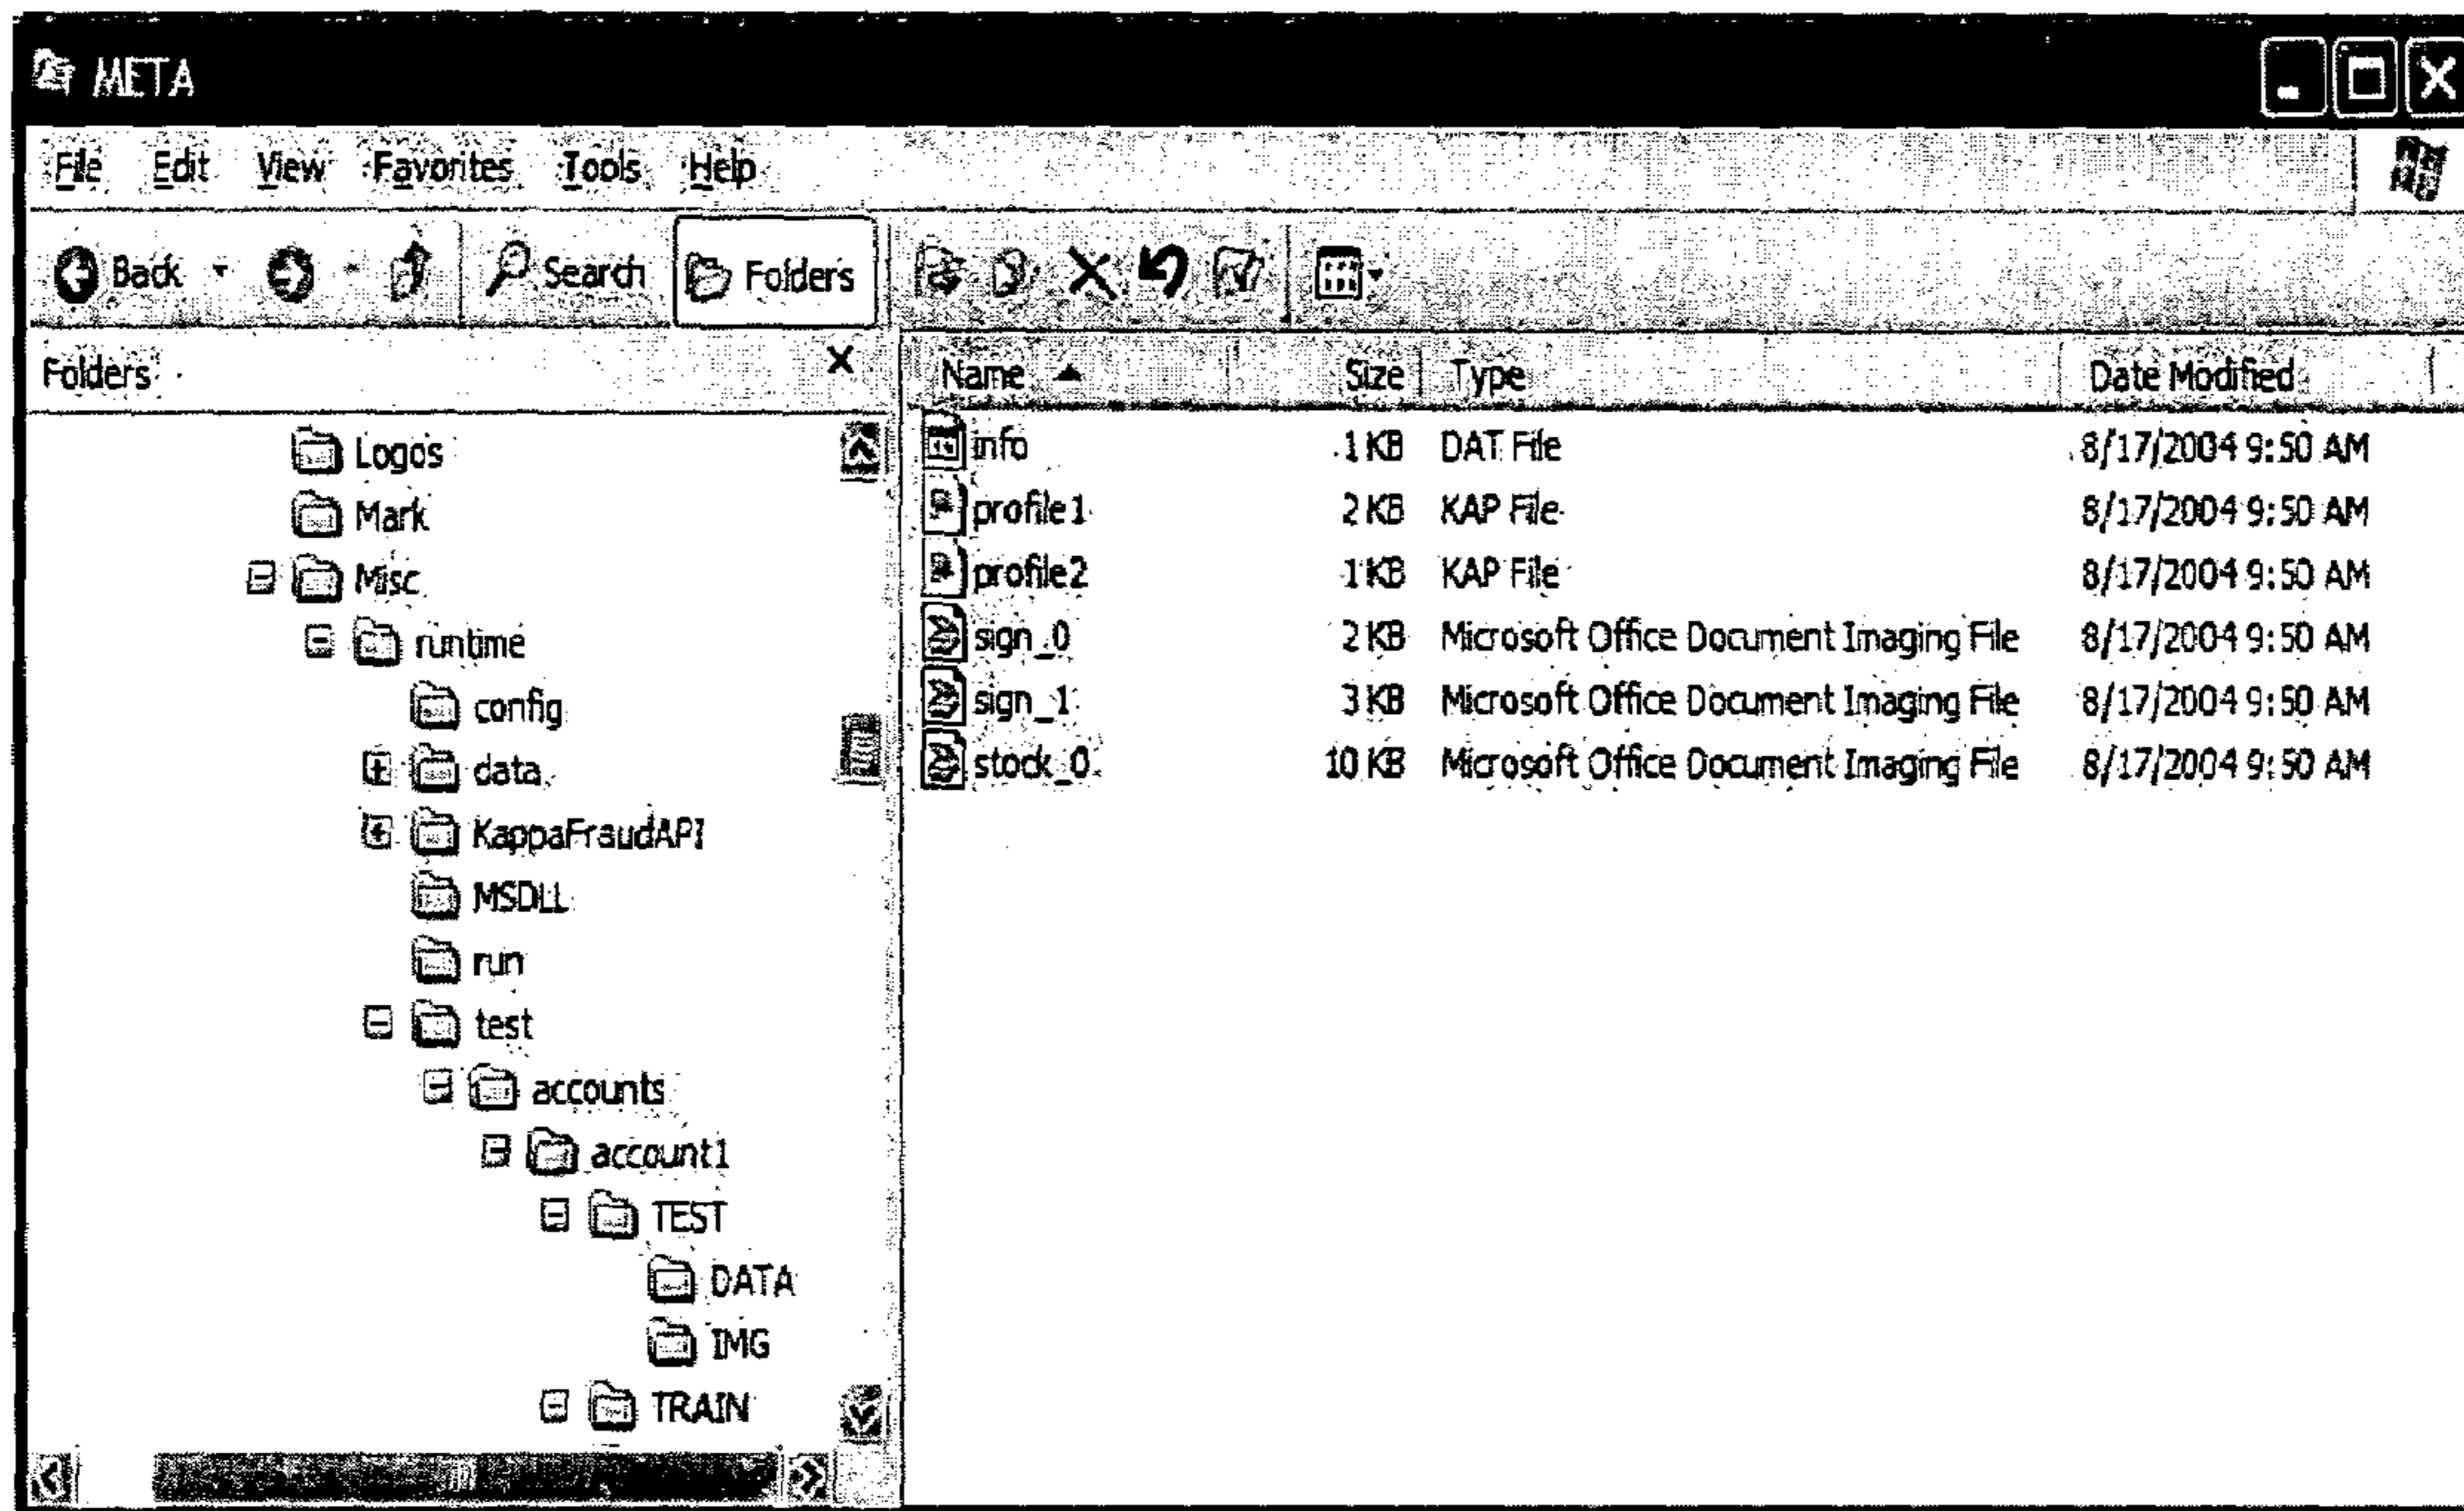 META
File Edit View Favorites Tools Help
Back Search Folders
Folders
Name Size Type Date Modified
Logos
Mark
Misc
runtime
config
data
KappaFraudAPI
MSDLL
run
test
accounts
account1
TEST
DATA
IMG
TRAIN
info 1 KB DAT File 8/17/2004 9:50 AM
profile1 2 KB KAP File 8/17/2004 9:50 AM
profile2 1 KB KAP File 8/17/2004 9:50 AM
sign_0 2 KB Microsoft Office Document Imaging File 8/17/2004 9:50 AM
sign_1 3 KB Microsoft Office Document Imaging File 8/17/2004 9:50 AM
stock_0 10 KB Microsoft Office Document Imaging File 8/17/2004 9:50 AM